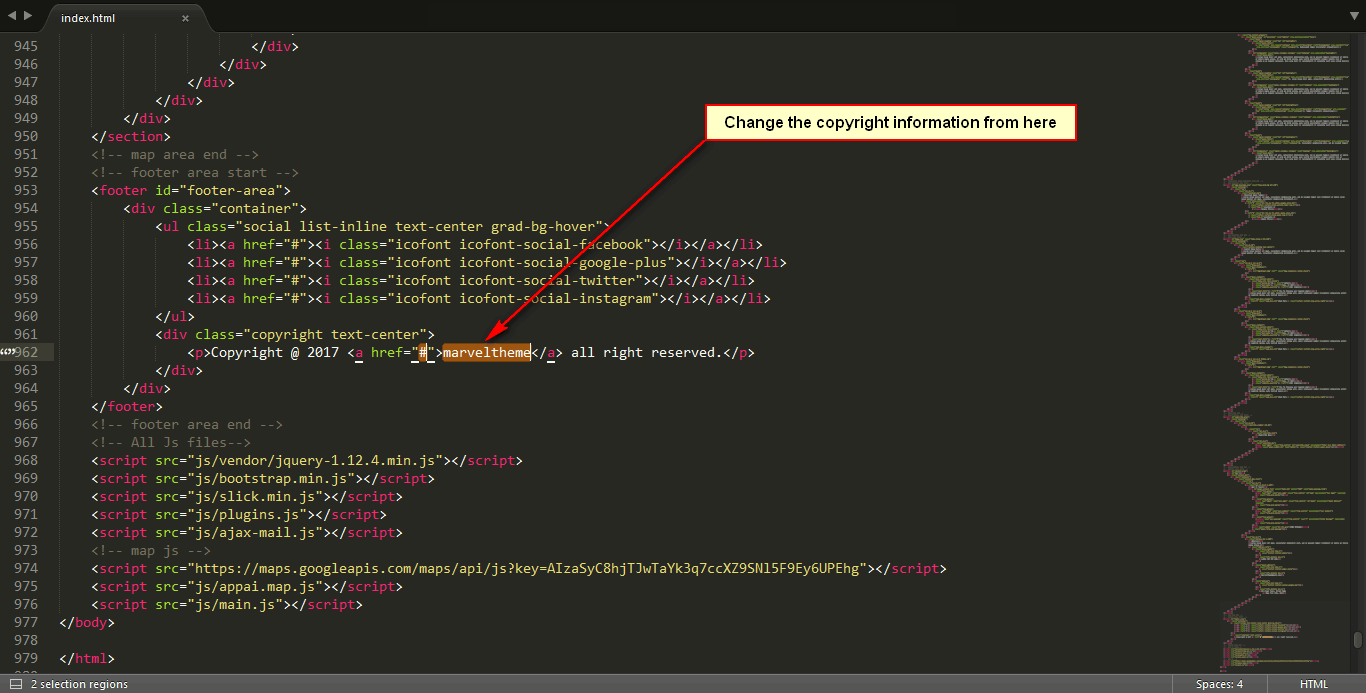 index.html ×
945 </div>
946 </div>
947 </div>
948 </div>
949 </div>
950 </section>
951 <!-- map area end -->
952 <!-- footer area start -->
953 <footer id="footer-area">
954 <div class="container">
955 <ul class="social list-inline text-center grad-bg-hover">
956 <li><a href="#"><i class="icofont icofont-social-facebook"></i></a></li>
957 <li><a href="#"><i class="icofont icofont-social-google-plus"></i></a></li>
958 <li><a href="#"><i class="icofont icofont-social-twitter"></i></a></li>
959 <li><a href="#"><i class="icofont icofont-social-instagram"></i></a></li>
960 </ul>
961 <div class="copyright text-center">
962 <p>Copyright @ 2017 <a href="#">marveltheme</a> all right reserved.</p>
963 </div>
964 </div>
965 </footer>
966 <!-- footer area end -->
967 <!-- All Js files-->
968 <script src="js/vendor/jquery-1.12.4.min.js"></script>
969 <script src="js/bootstrap.min.js"></script>
970 <script src="js/slick.min.js"></script>
971 <script src="js/plugins.js"></script>
972 <script src="js/ajax-mail.js"></script>
973 <!-- map js -->
974 <script src="https://maps.googleapis.com/maps/api/js?key=AIzaSyC8hjTJwTaYk3q7ccXZ9SNl5F9Ey6UPEhg"></script>
975 <script src="js/appai.map.js"></script>
976 <script src="js/main.js"></script>
977 </body>
978
979 </html>
Change the copyright information from here
2 selection regions
Spaces: 4
HTML